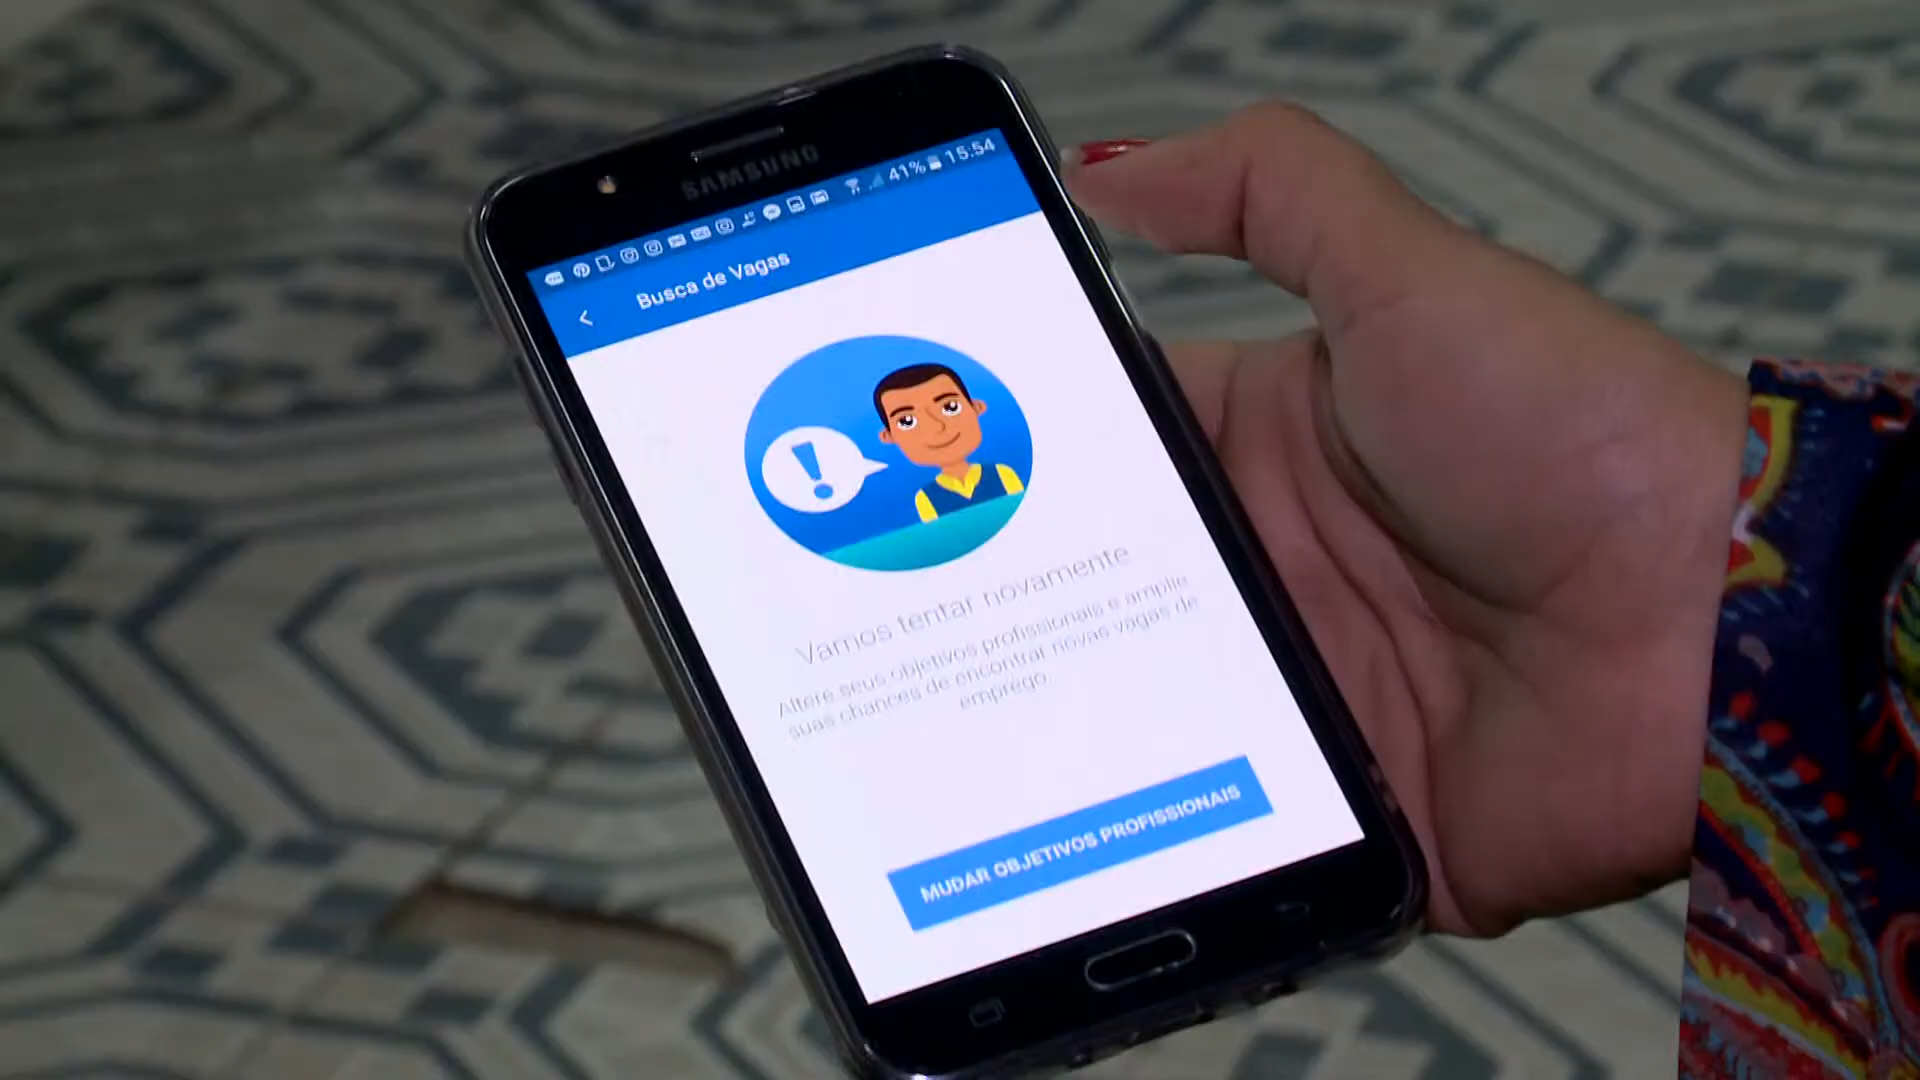 SAMSUNG
41% 15:54
Busca de Vagas
!
Vamos tentar novamente
Altere seus objetivos profissionais e amplie
suas chances de encontrar novas vagas de
emprego
MUDAR OBJETIVOS PROFISSIONAIS